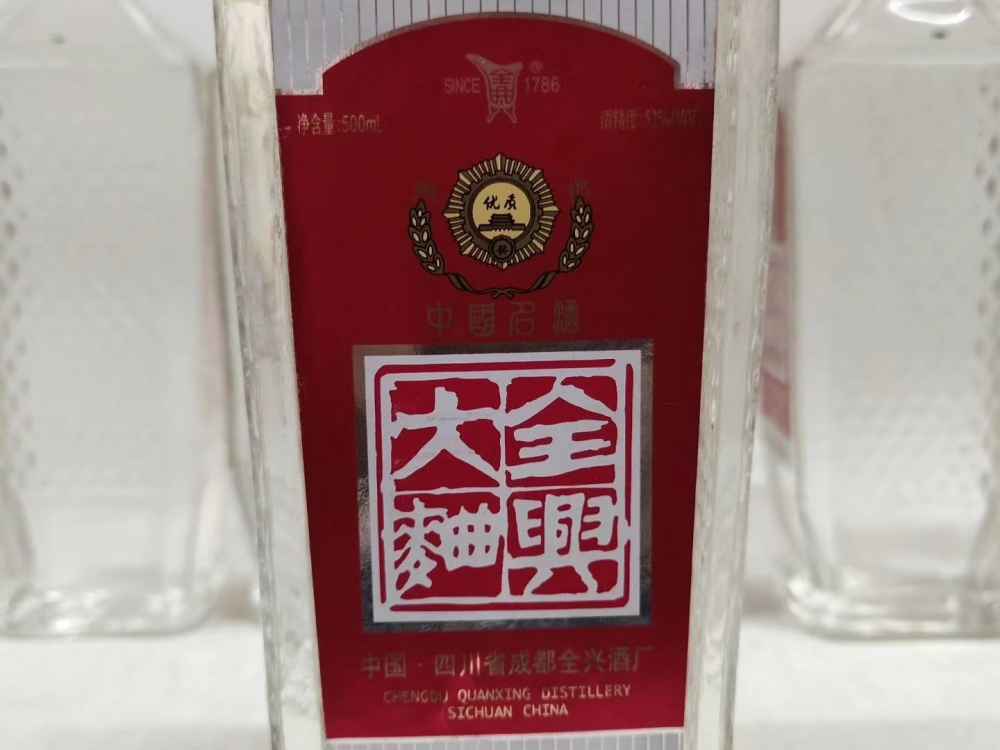 SINCE 1786
净含量:500mL
优质
中國名酒
全興
大麯
中国·四川省成都全兴酒厂
CHENGDU QUANXING DISTILLERY
SICHUAN CHINA